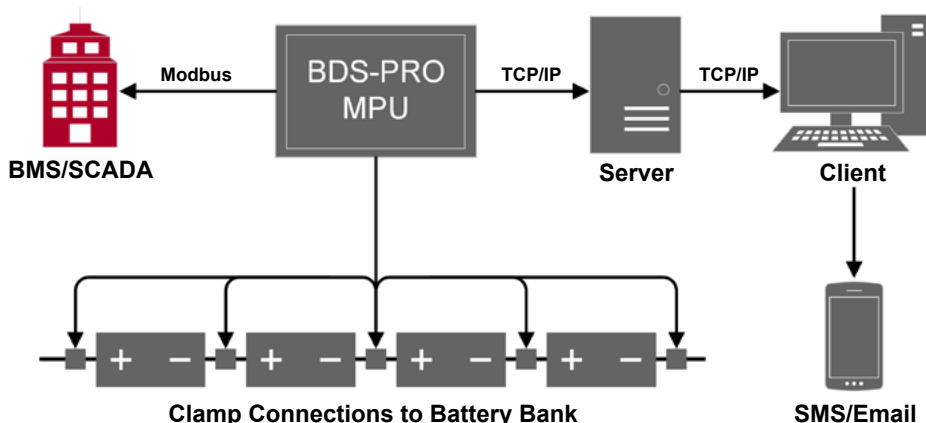 Modbus
BDS-PRO
MPU
TCP/IP
TCP/IP
BMS/SCADA
Server
Client
+ −
+ −
+ −
+ −
Clamp Connections to Battery Bank
SMS/Email